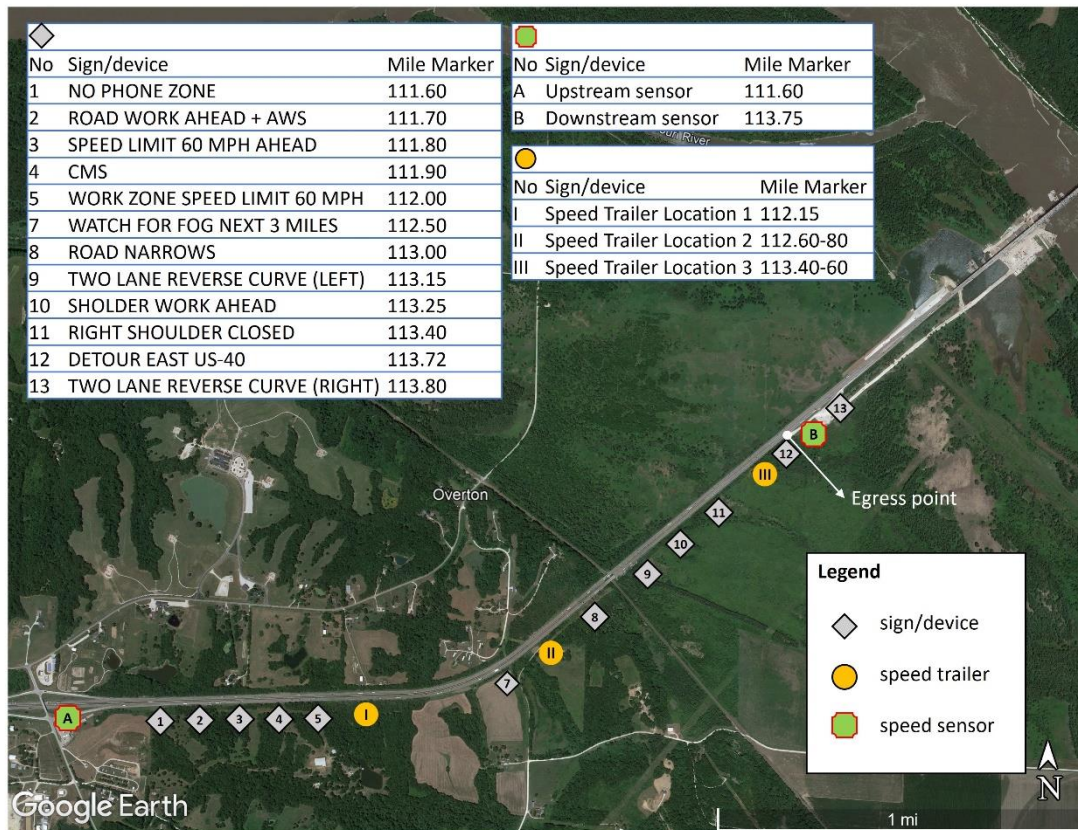 No Sign/device Mile Marker
1 NO PHONE ZONE 111.60
2 ROAD WORK AHEAD + AWS 111.70
3 SPEED LIMIT 60 MPH AHEAD 111.80
4 CMS 111.90
5 WORK ZONE SPEED LIMIT 60 MPH 112.00
7 WATCH FOR FOG NEXT 3 MILES 112.50
8 ROAD NARROWS 113.00
9 TWO LANE REVERSE CURVE (LEFT) 113.15
10 SHOLDER WORK AHEAD 113.25
11 RIGHT SHOULDER CLOSED 113.40
12 DETOUR EAST US-40 113.72
13 TWO LANE REVERSE CURVE (RIGHT) 113.80
No Sign/device Mile Marker
A Upstream sensor 111.60
B Downstream sensor 113.75
River
No Sign/device Mile Marker
I Speed Trailer Location 1 112.15
II Speed Trailer Location 2 112.60-80
III Speed Trailer Location 3 113.40-60
13
B
12
III
Egress point
Overton
11
10
9
8
II
7
A
1
2
3
4
5
I
Legend
sign/device
speed trailer
speed sensor
N
Google Earth
1 mi